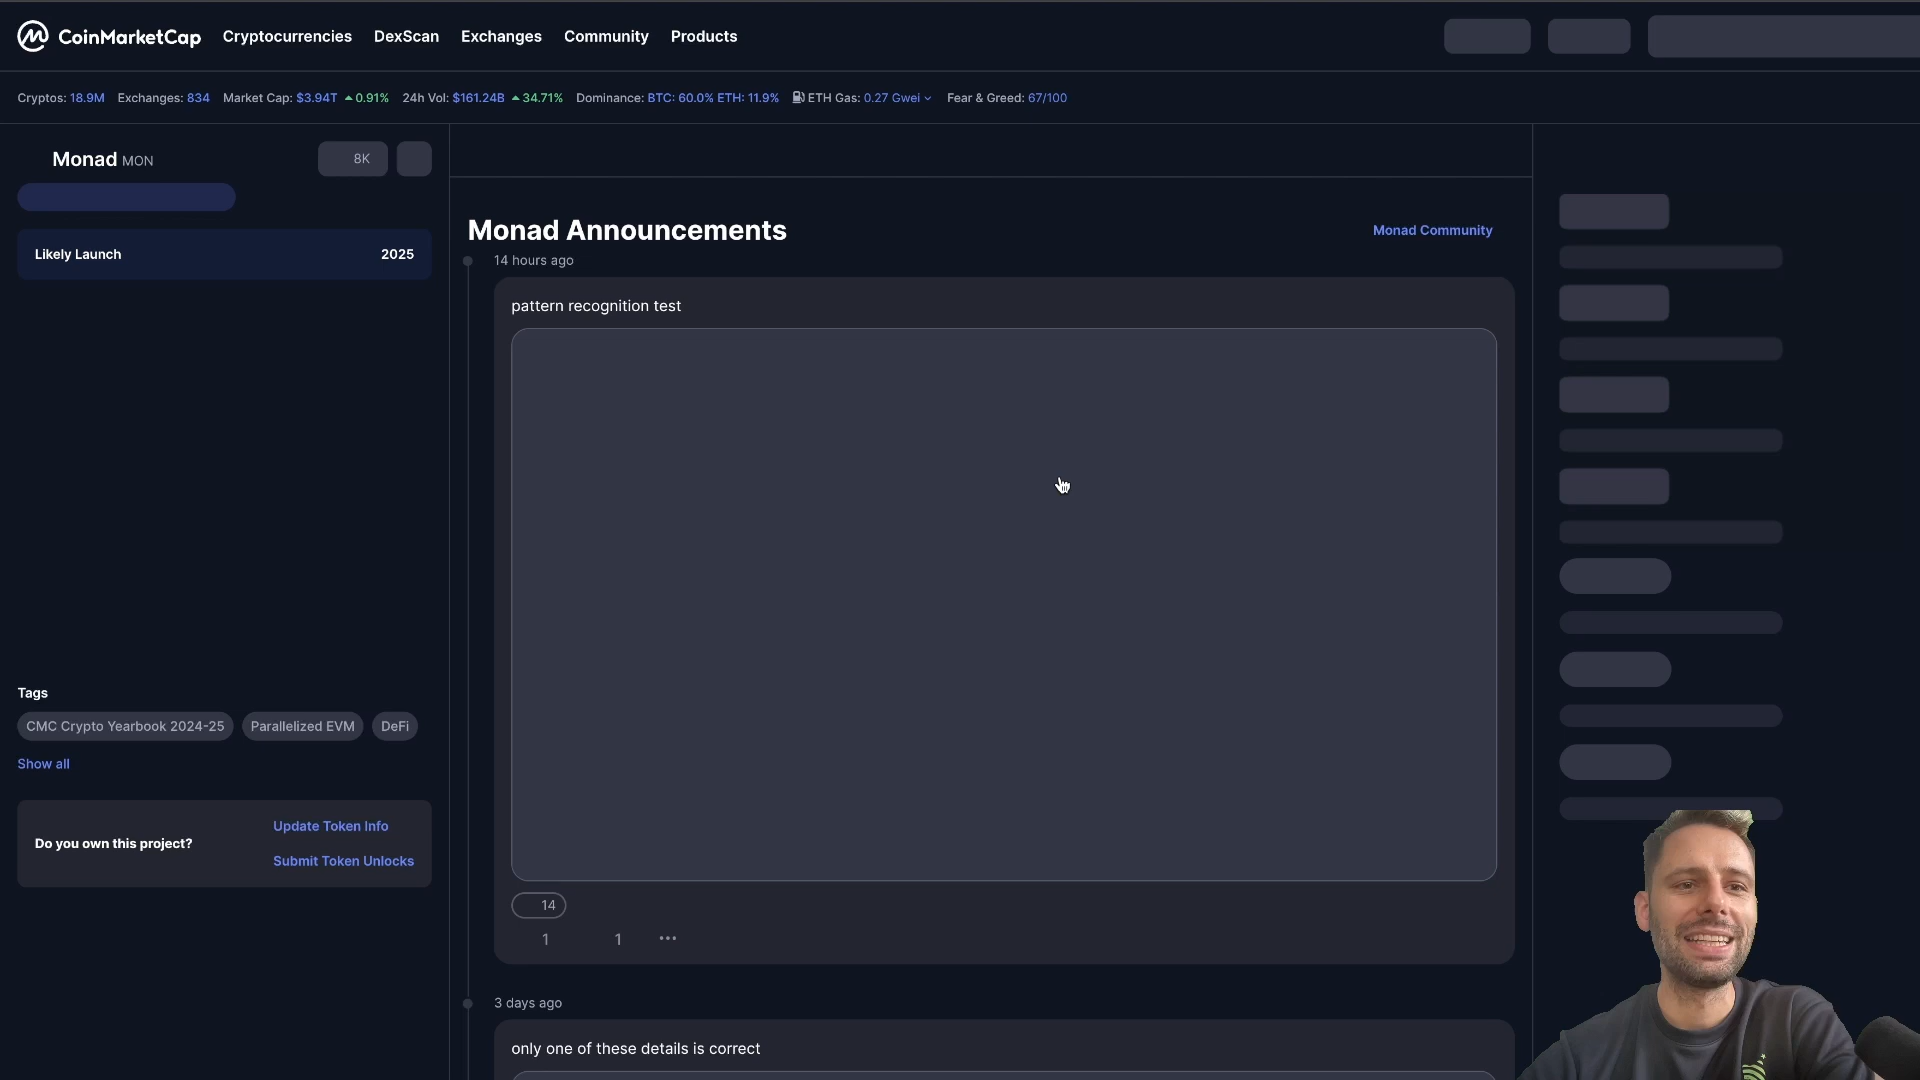 CoinMarketCap Cryptocurrencies DexScan Exchanges Community Products
Cryptos: 18.9M Exchanges: 834 Market Cap: $3.94T 0.91% 24h Vol: $161.24B 34.71% Dominance: BTC: 60.0% ETH: 11.9% ETH Gas: 0.27 Gwei Fear & Greed: 67/100
Monad MON 8K
Likely Launch 2025
Tags
CMC Crypto Yearbook 2024-25 Parallelized EVM DeFi
Show all
Do you own this project?
Update Token Info
Submit Token Unlocks
Monad Announcements Monad Community
14 hours ago
pattern recognition test
14
1 1 •••
3 days ago
only one of these details is correct